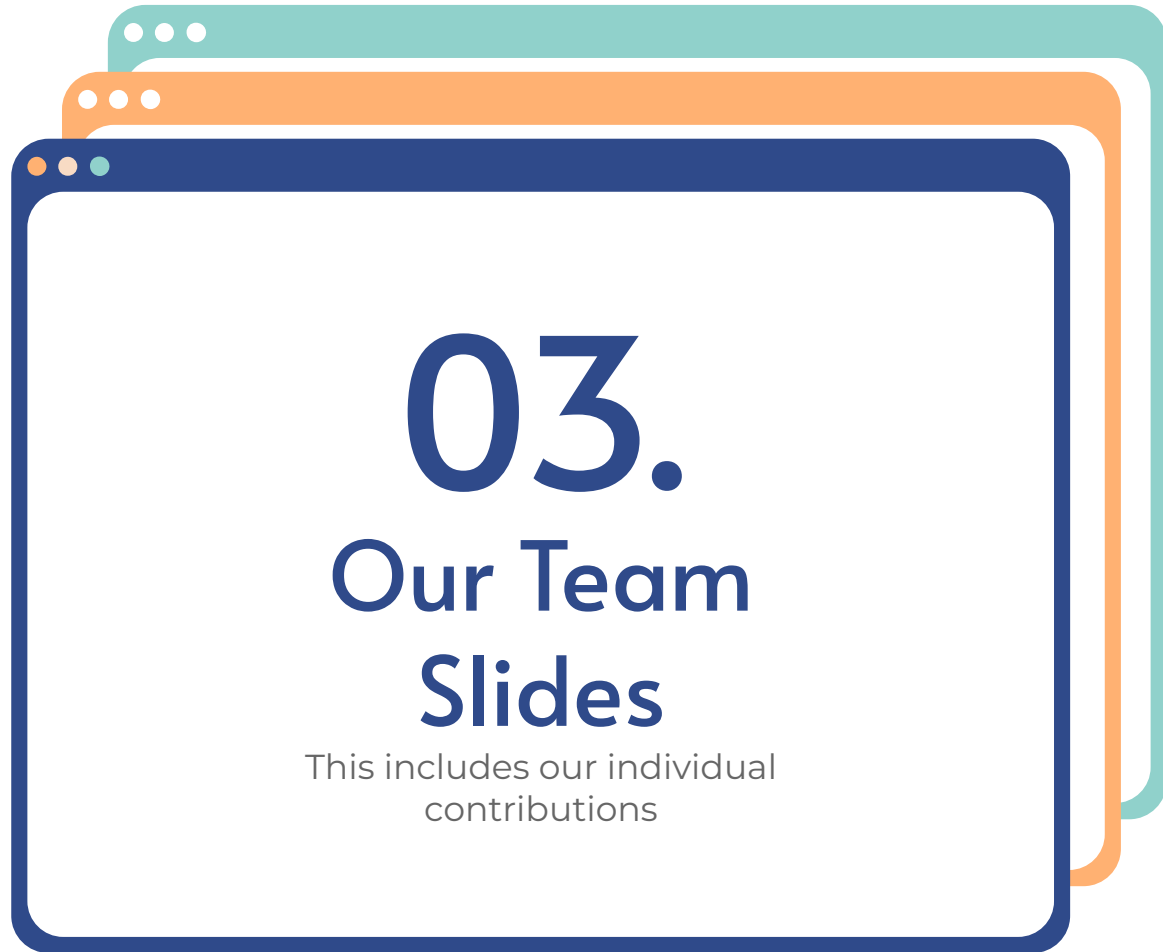 03.
Our Team
Slides
This includes our individual
contributions